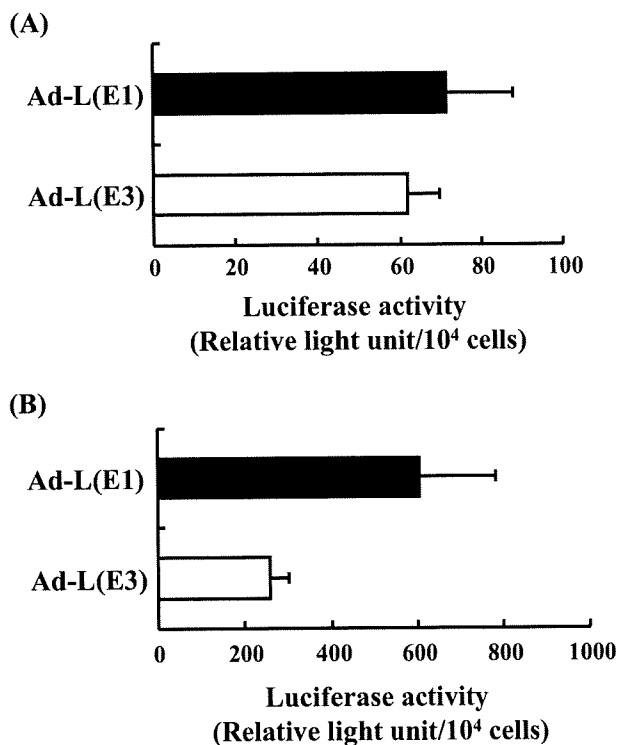 (A)
Ad-L(E1)
Ad-L(E3)
0 20 40 60 80 100
Luciferase activity
(Relative light unit/10⁴ cells)
(B)
Ad-L(E1)
Ad-L(E3)
0 200 400 600 800 1000
Luciferase activity
(Relative light unit/10⁴ cells)